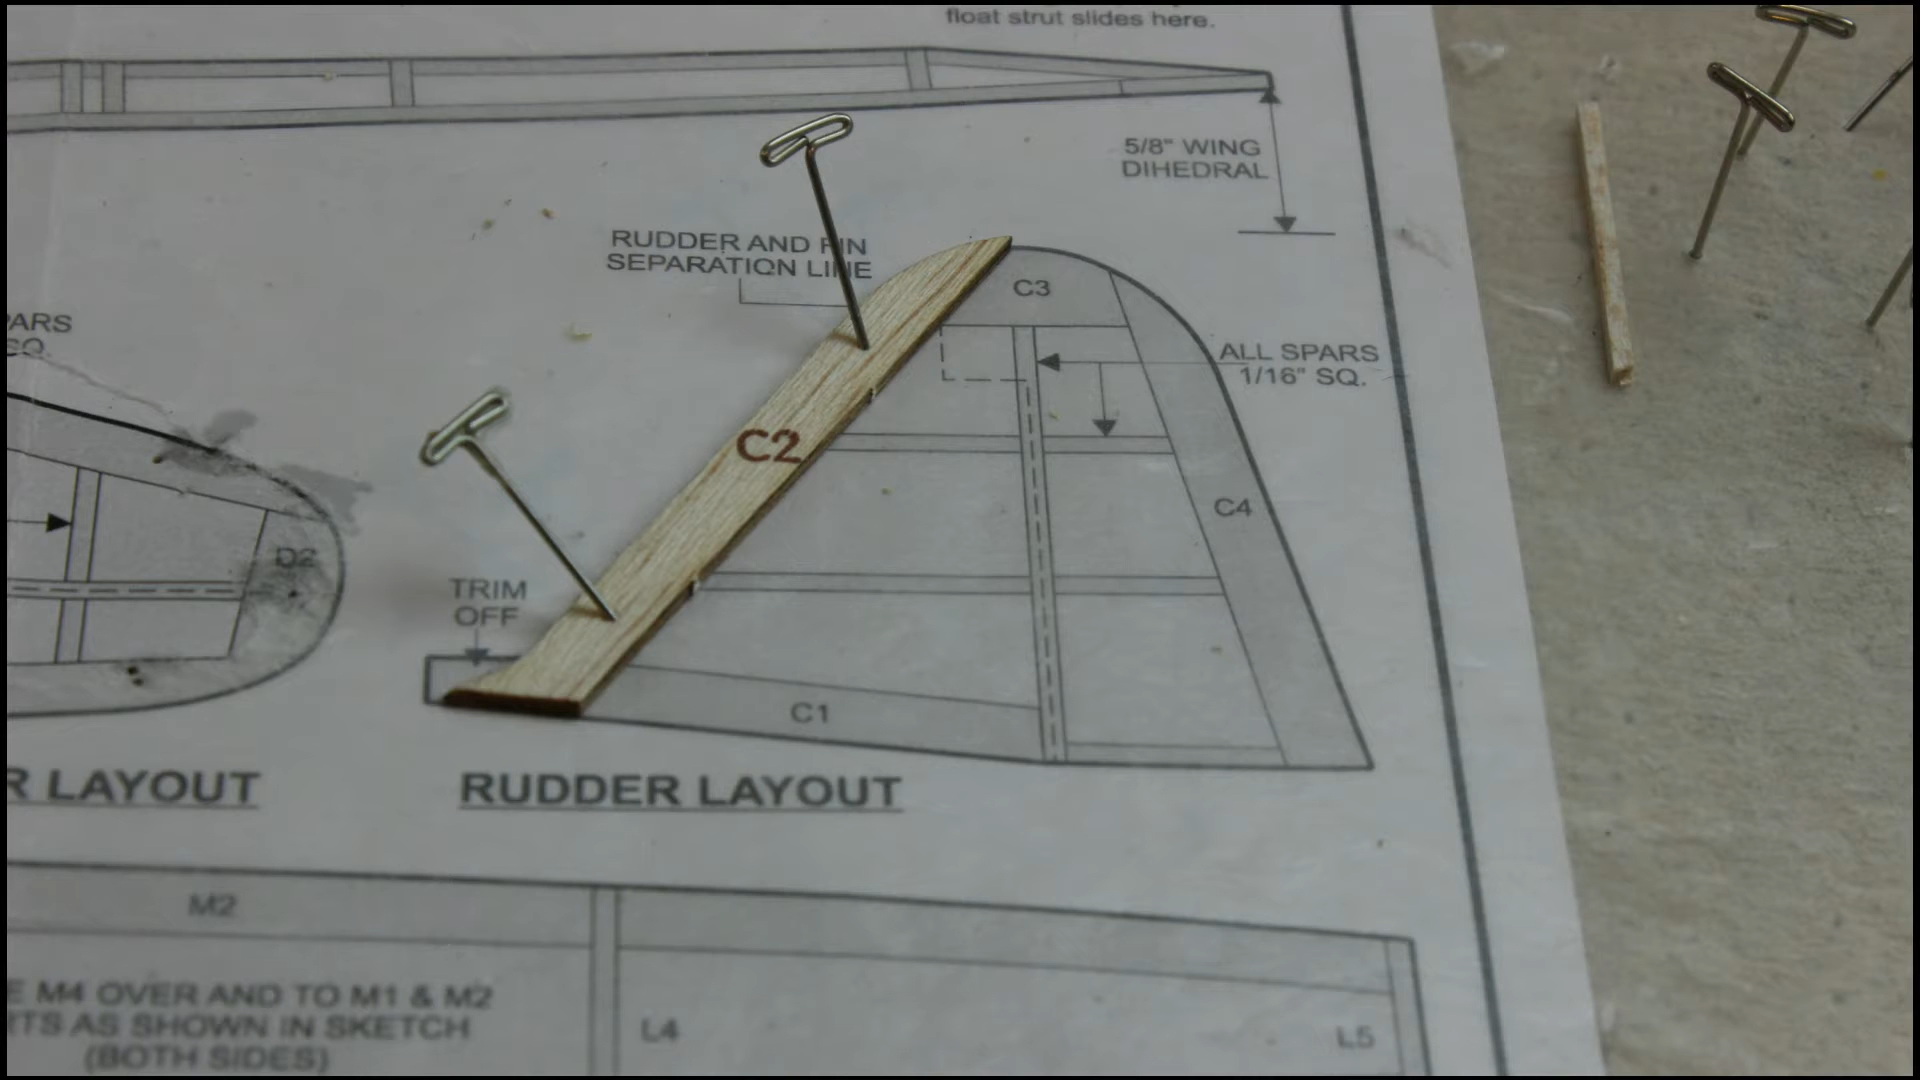 float strut slides here.
5/8" WING
DIHEDRAL
RUDDER AND FIN
SEPARATION LINE
C3
ALL SPARS
1/16" SQ.
SQ.
C2
C4
D2
TRIM
OFF
C1
R LAYOUT
RUDDER LAYOUT
M2
E M4 OVER AND TO M1 & M2
RTS AS SHOWN IN SKETCH
(BOTH SIDES)
L4
L5